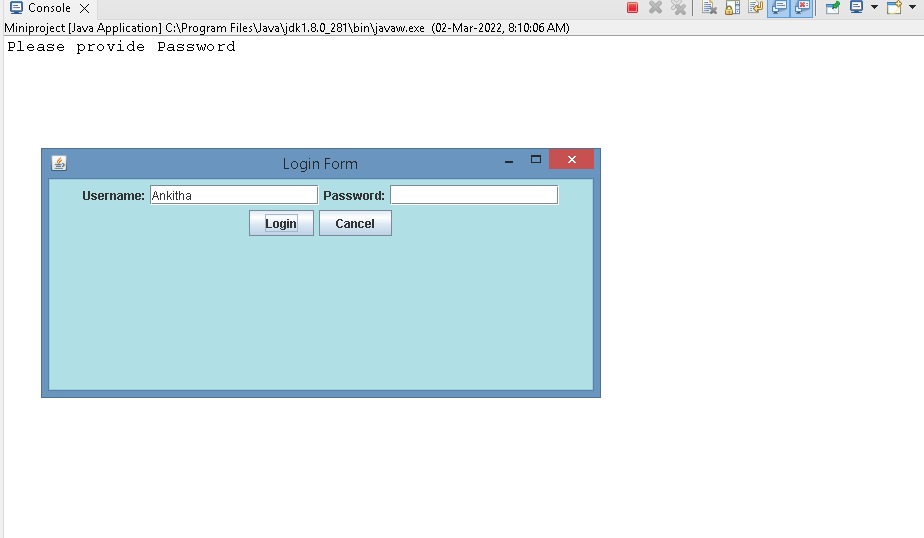 Console
Miniproject [Java Application] C:\Program Files\Java\jdk1.8.0_281\bin\javaw.exe (02-Mar-2022, 8:10:06 AM)
Please provide Password
Login Form
Username: Ankitha Password:
Login Cancel